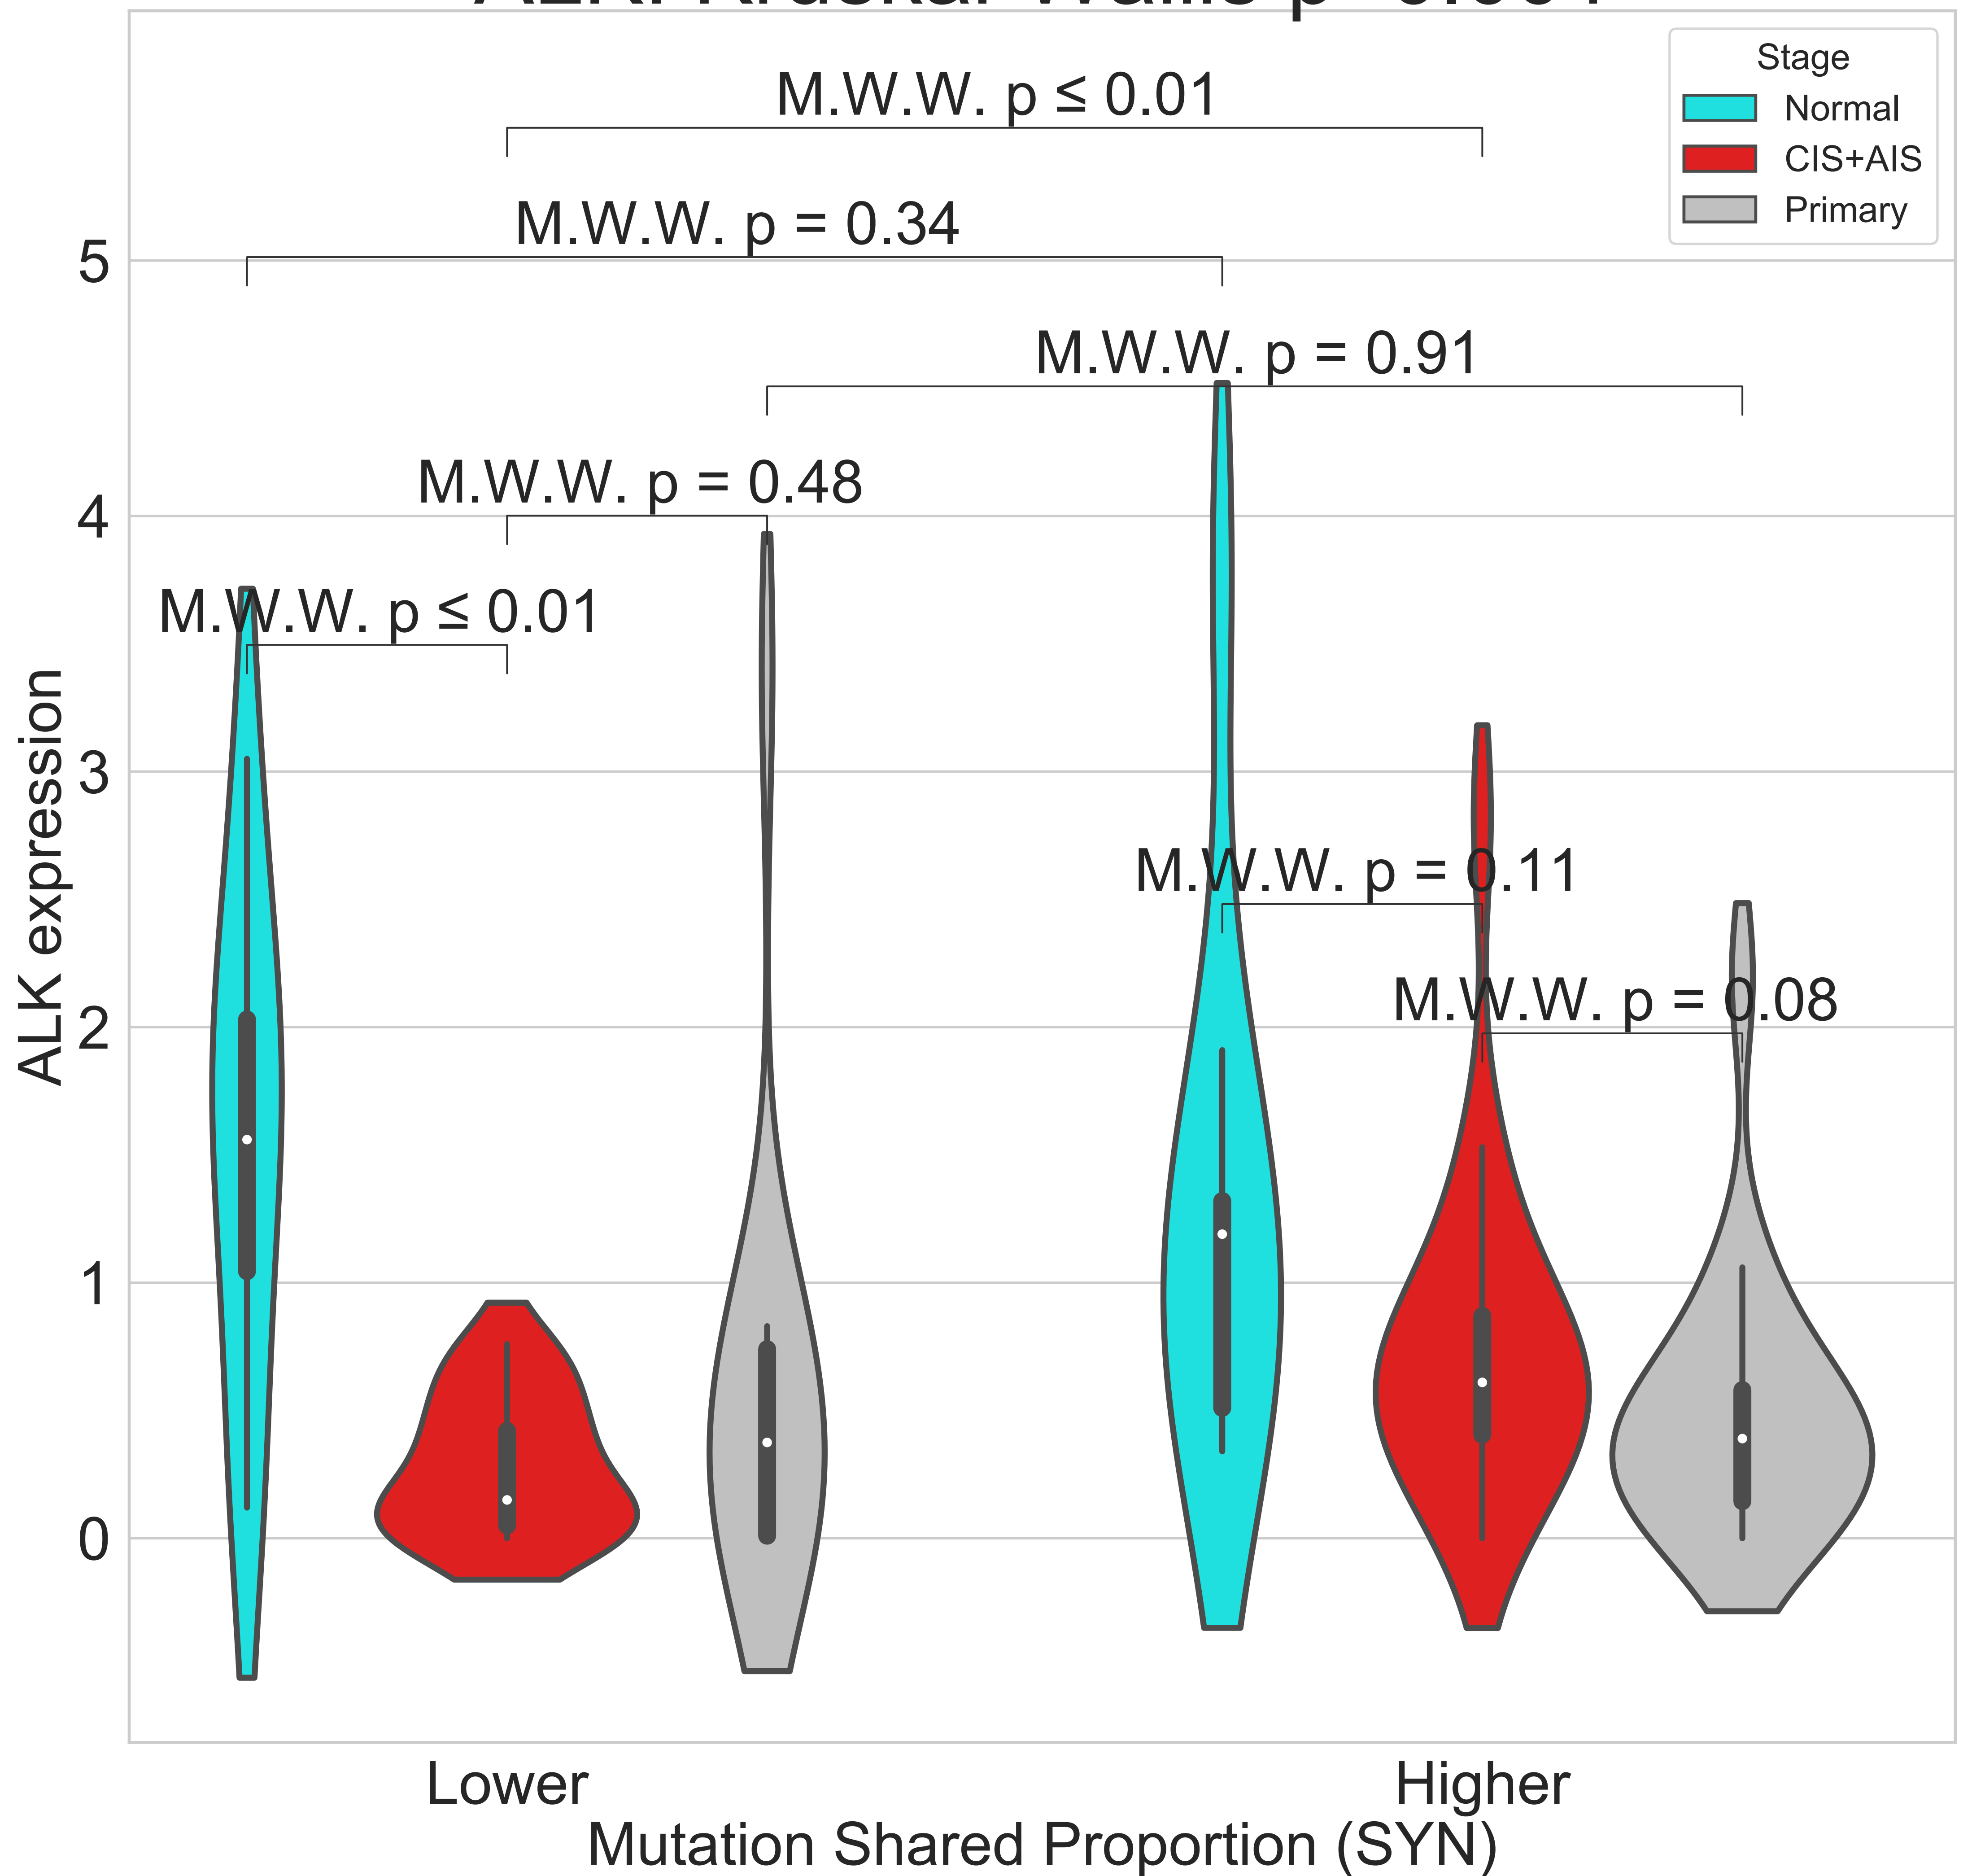 Stage
Normal
CIS+AIS
Primary
M.W.W. p ≤ 0.01
M.W.W. p = 0.34
M.W.W. p = 0.91
M.W.W. p = 0.48
M.W.W. p ≤ 0.01
M.W.W. p = 0.11
M.W.W. p = 0.08
5
4
3
2
1
0
ALK expression
Lower
Higher
Mutation Shared Proportion (SYN)